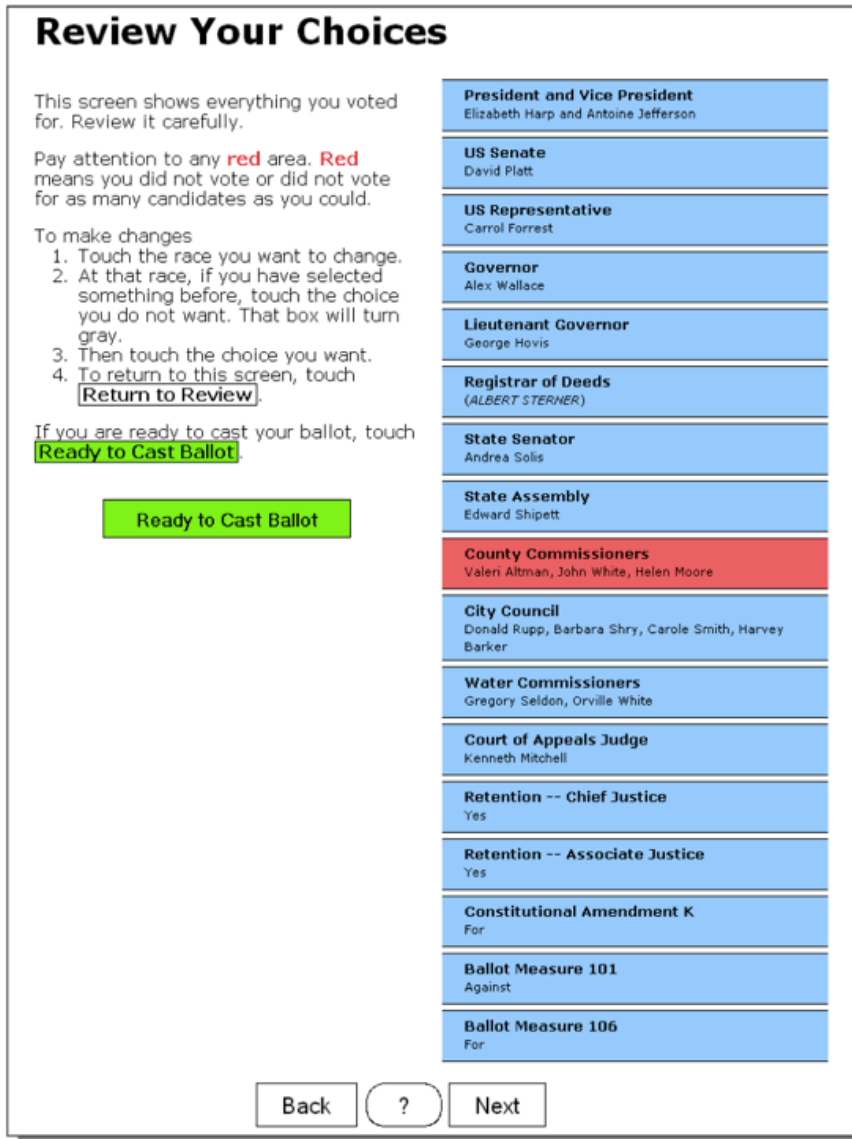 Review Your Choices
This screen shows everything you voted
for. Review it carefully.
Pay attention to any red area. Red
means you did not vote or did not vote
for as many candidates as you could.
To make changes
1. Touch the race you want to change.
2. At that race, if you have selected
something before, touch the choice
you do not want. That box will turn
gray.
3. Then touch the choice you want.
4. To return to this screen, touch
Return to Review.
If you are ready to cast your ballot, touch
Ready to Cast Ballot.
Ready to Cast Ballot
President and Vice President
Elizabeth Harp and Antoine Jefferson
US Senate
David Platt
US Representative
Carrol Forrest
Governor
Alex Wallace
Lieutenant Governor
George Hovis
Registrar of Deeds
(ALBERT STERNER)
State Senator
Andrea Solis
State Assembly
Edward Shipett
County Commissioners
Valeri Altman, John White, Helen Moore
City Council
Donald Rupp, Barbara Shry, Carole Smith, Harvey
Barker
Water Commissioners
Gregory Seldon, Orville White
Court of Appeals Judge
Kenneth Mitchell
Retention -- Chief Justice
Yes
Retention -- Associate Justice
Yes
Constitutional Amendment K
For
Ballot Measure 101
Against
Ballot Measure 106
For
Back ? Next